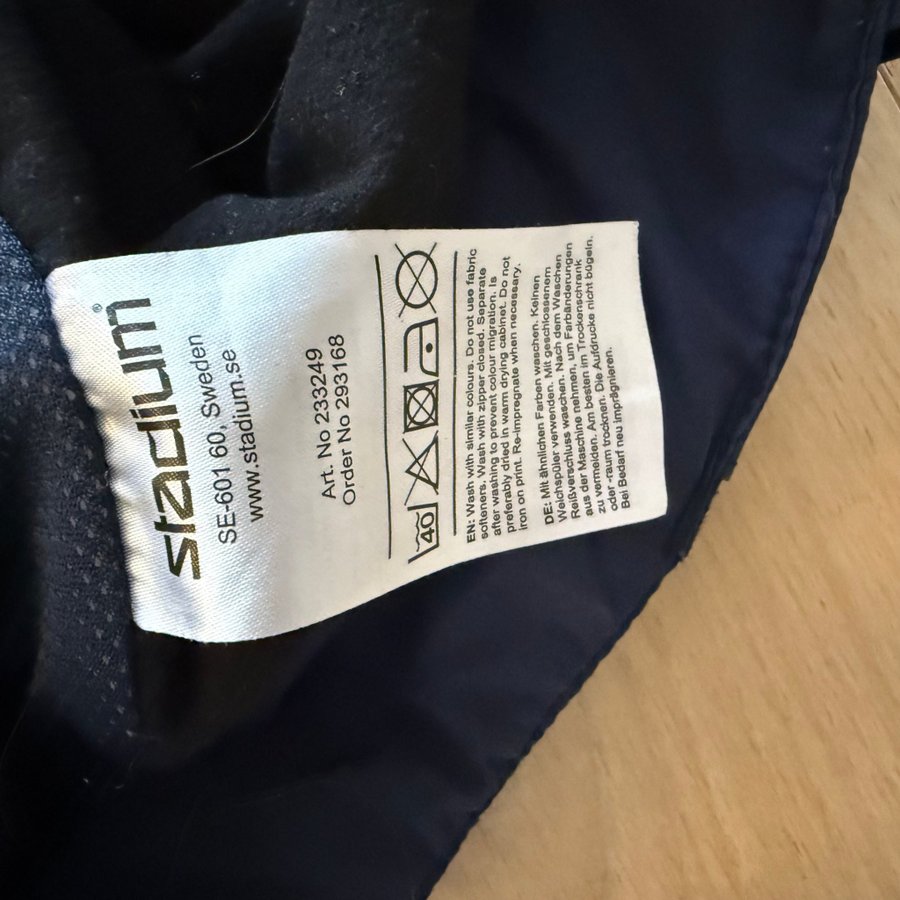 stadium®
SE-601 60, Sweden
www.stadium.se
Art. No 233249
Order No 293168
40
EN: Wash with similar colours. Do not use fabric
softeners. Wash with zipper closed. Separate
after washing to prevent colour migration. Is
preferably dried in warm drying cabinet. Do not
iron on print. Re-impregnate when necessary.
DE: Mit ähnlichen Farben waschen. Keinen
Weichspüler verwenden. Mit geschlossenem
Reißverschluss waschen. Nach dem Waschen
aus der Maschine nehmen, um Farbänderungen
zu vermeiden. Am besten im Trockenschrank
oder -raum trocknen. Die Aufdrucke nicht bügeln.
Bei Bedarf neu imprägnieren.